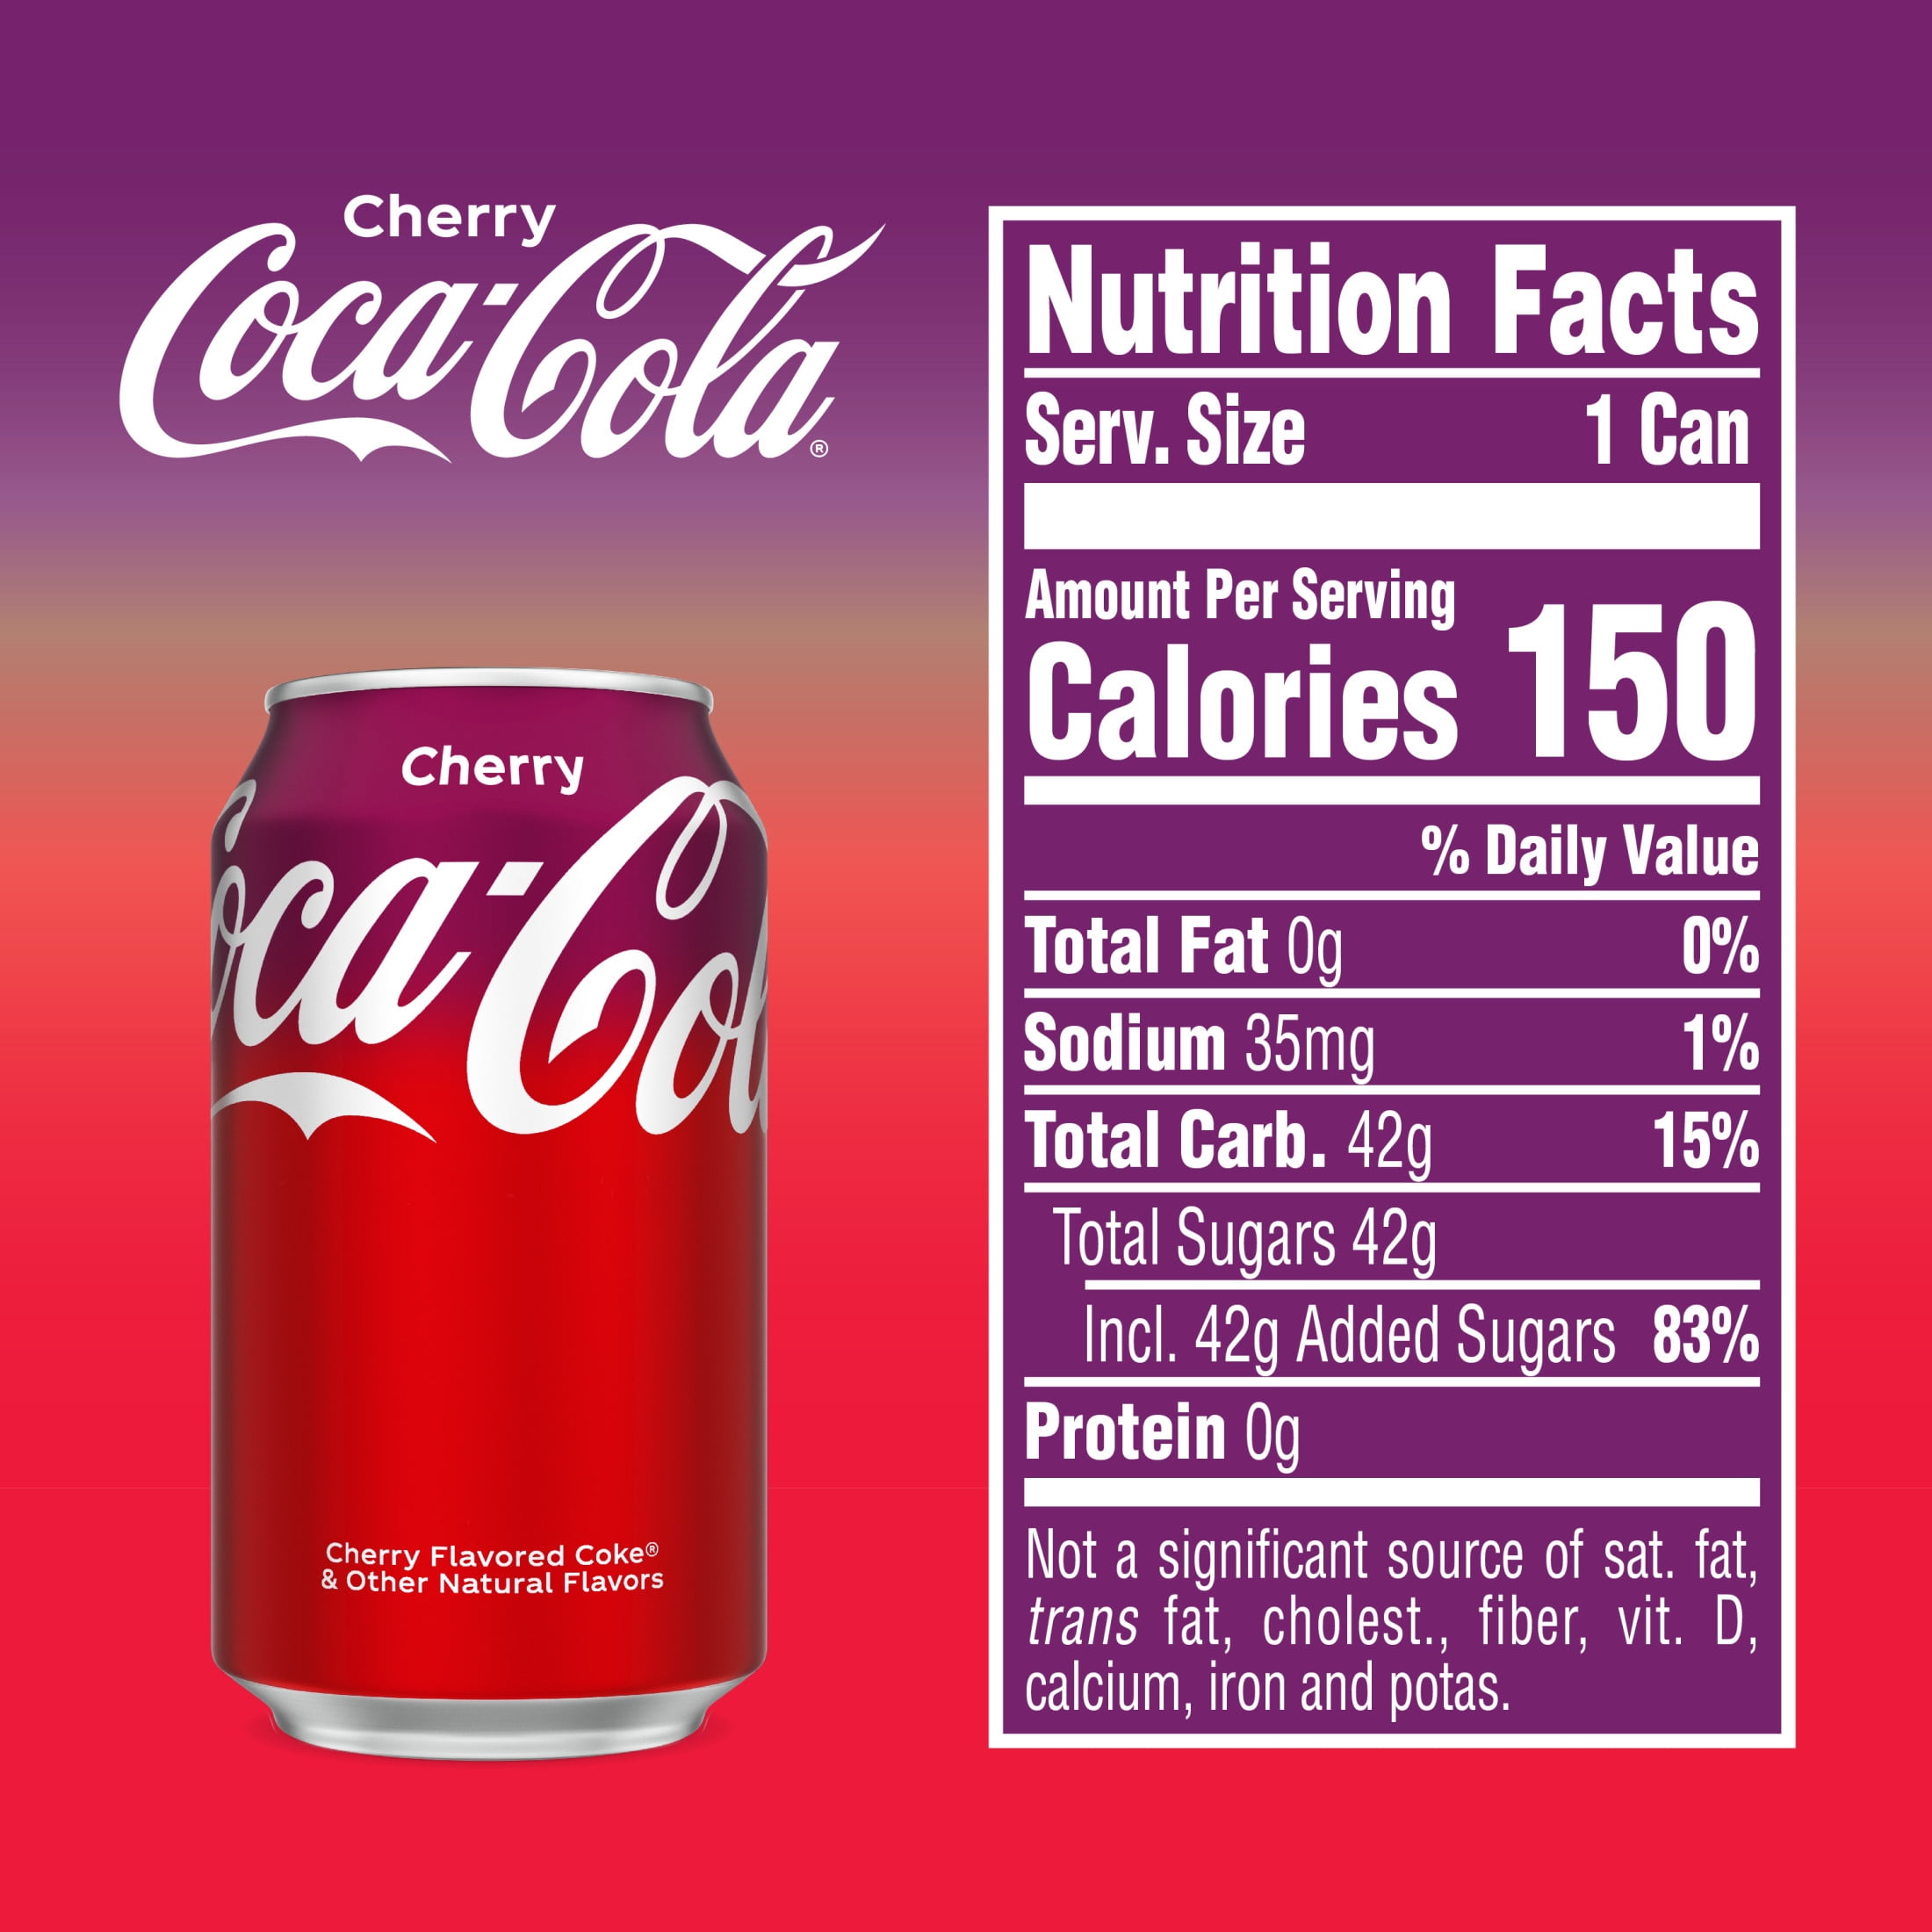 Cherry
Coca-Cola®
Cherry
Coca-Cola
Cherry Flavored Coke®
& Other Natural Flavors
Nutrition Facts
Serv. Size 1 Can
Amount Per Serving
Calories 150
% Daily Value
Total Fat 0g 0%
Sodium 35mg 1%
Total Carb. 42g 15%
Total Sugars 42g
Incl. 42g Added Sugars 83%
Protein 0g
Not a significant source of sat. fat,
trans fat, cholest., fiber, vit. D,
calcium, iron and potas.